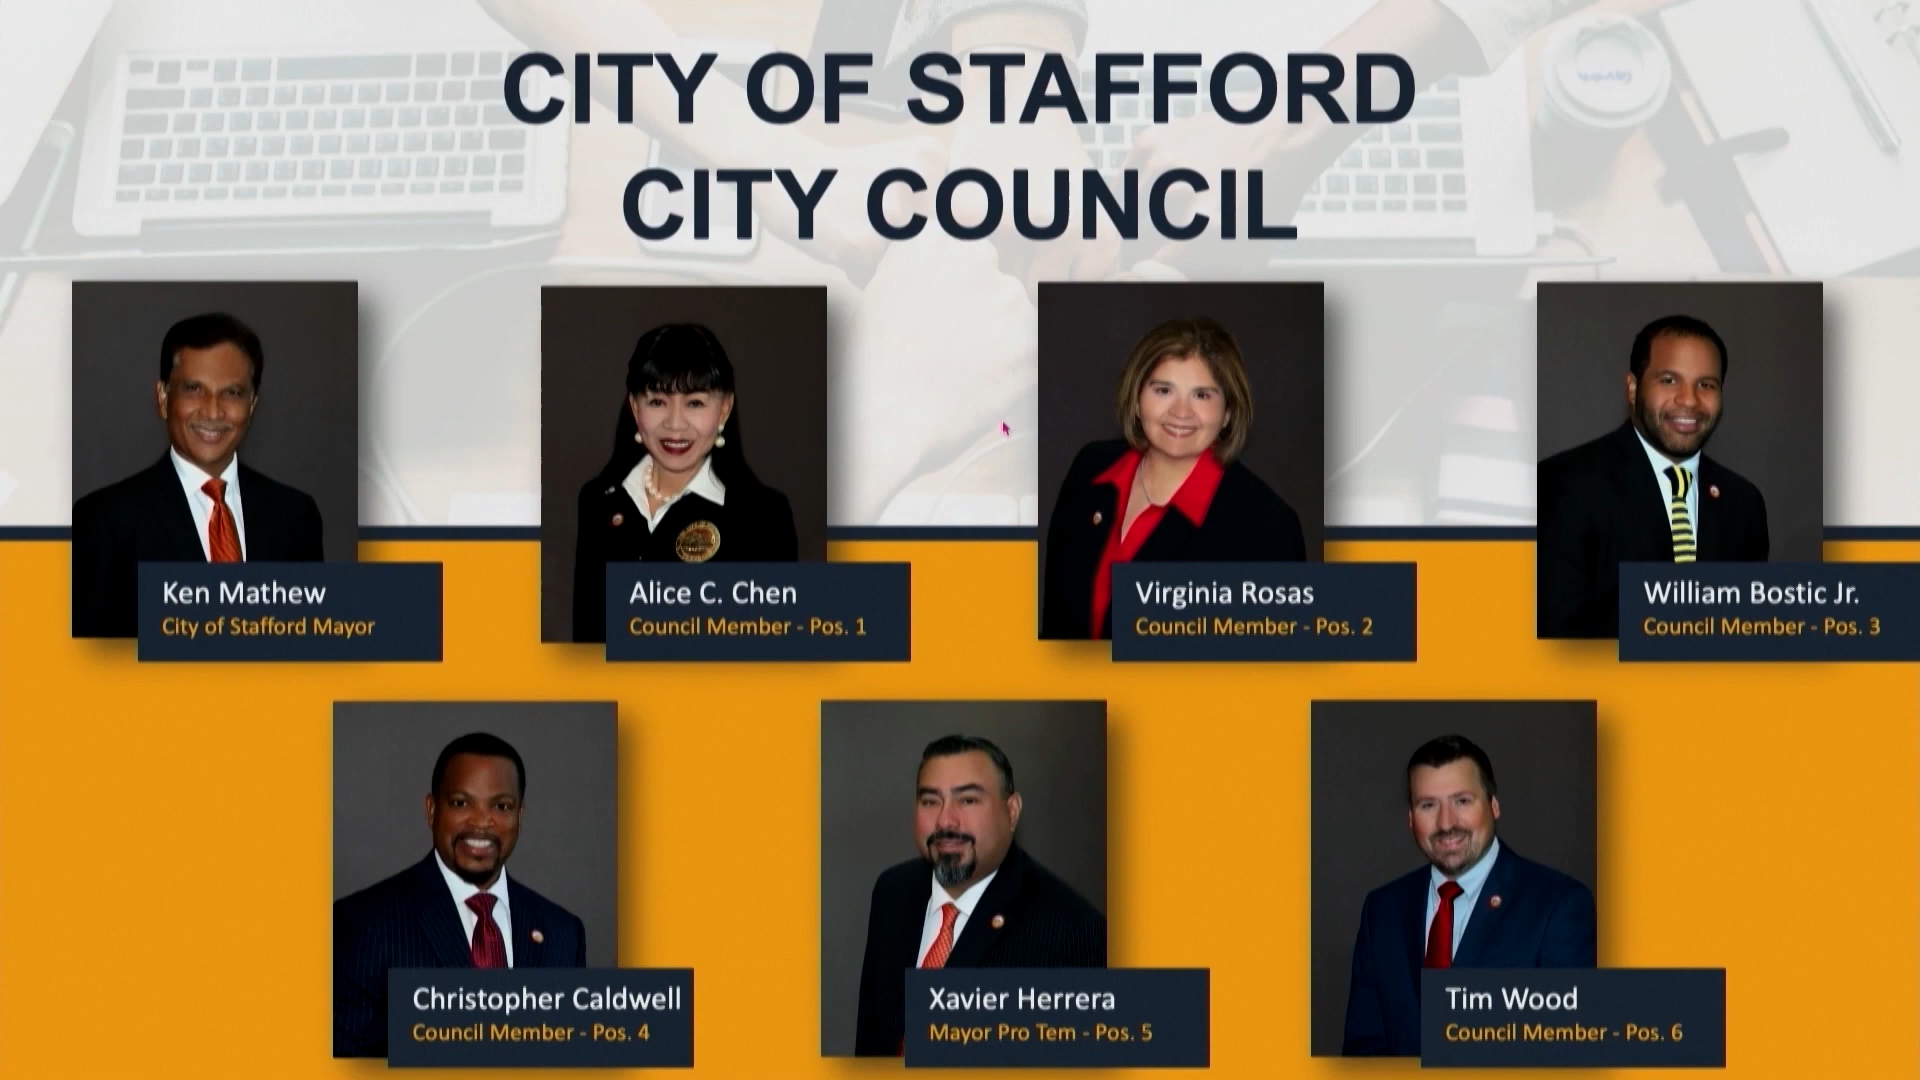 CITY OF STAFFORD
CITY COUNCIL
Ken Mathew
City of Stafford Mayor
Alice C. Chen
Council Member - Pos. 1
Virginia Rosas
Council Member - Pos. 2
William Bostic Jr.
Council Member - Pos. 3
Christopher Caldwell
Council Member - Pos. 4
Xavier Herrera
Mayor Pro Tem - Pos. 5
Tim Wood
Council Member - Pos. 6